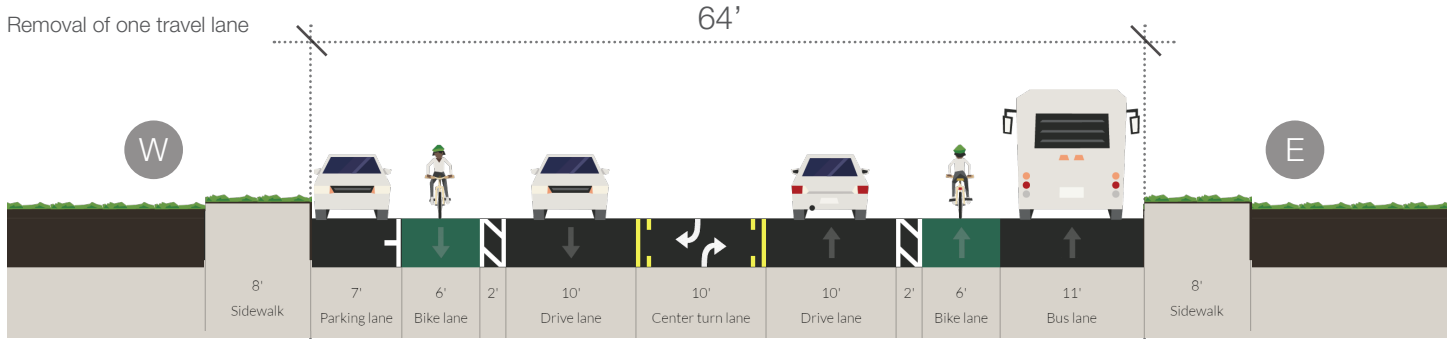 Removal of one travel lane
64’
W
E
8'
Sidewalk
7'
Parking lane
6'
Bike lane
2'
10'
Drive lane
10'
Center turn lane
10'
Drive lane
2'
6'
Bike lane
11'
Bus lane
8'
Sidewalk